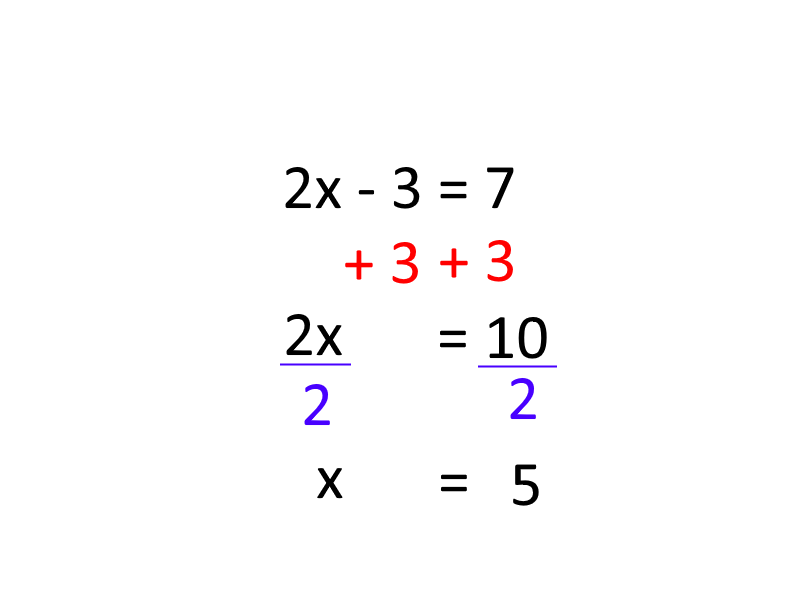 2x - 3 = 7
+ 3 + 3
2x = 10
2 2
x = 5